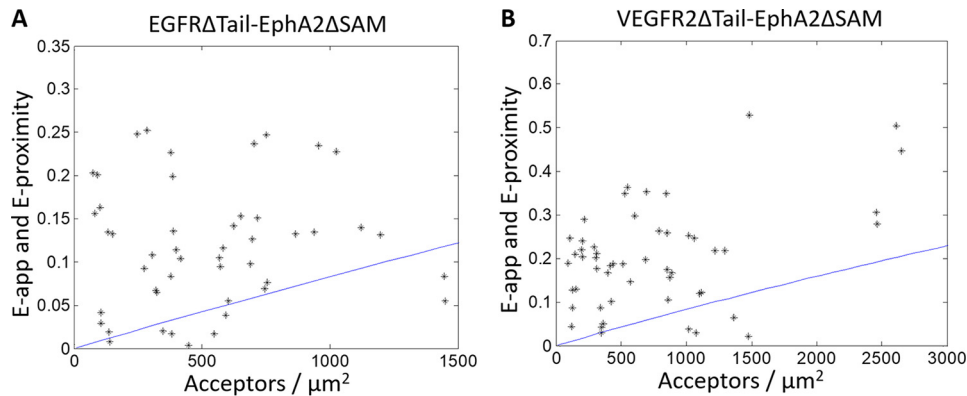 A
EGFRΔTail-EphA2ΔSAM
E-app and E-proximity
0.35
0.3
0.25
0.2
0.15
0.1
0.05
0
0 500 1000 1500
Acceptors / μm²
B
VEGFR2ΔTail-EphA2ΔSAM
E-app and E-proximity
0.7
0.6
0.5
0.4
0.3
0.2
0.1
0
0 500 1000 1500 2000 2500 3000
Acceptors / μm²